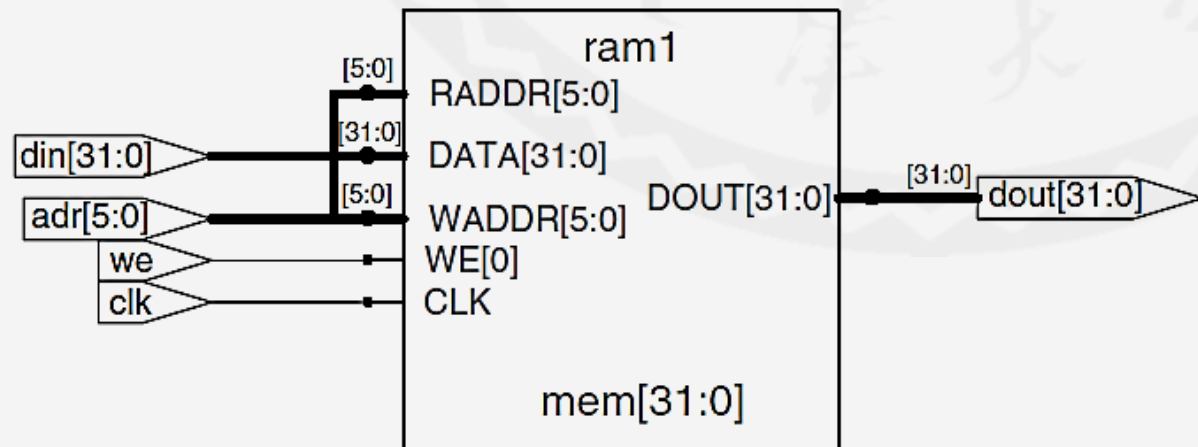 ram1
[5:0]
RADDR[5:0]
[31:0]
din[31:0]
DATA[31:0]
[5:0]
adr[5:0]
WADDR[5:0]
DOUT[31:0]
[31:0]
dout[31:0]
we
WE[0]
clk
CLK
mem[31:0]
大